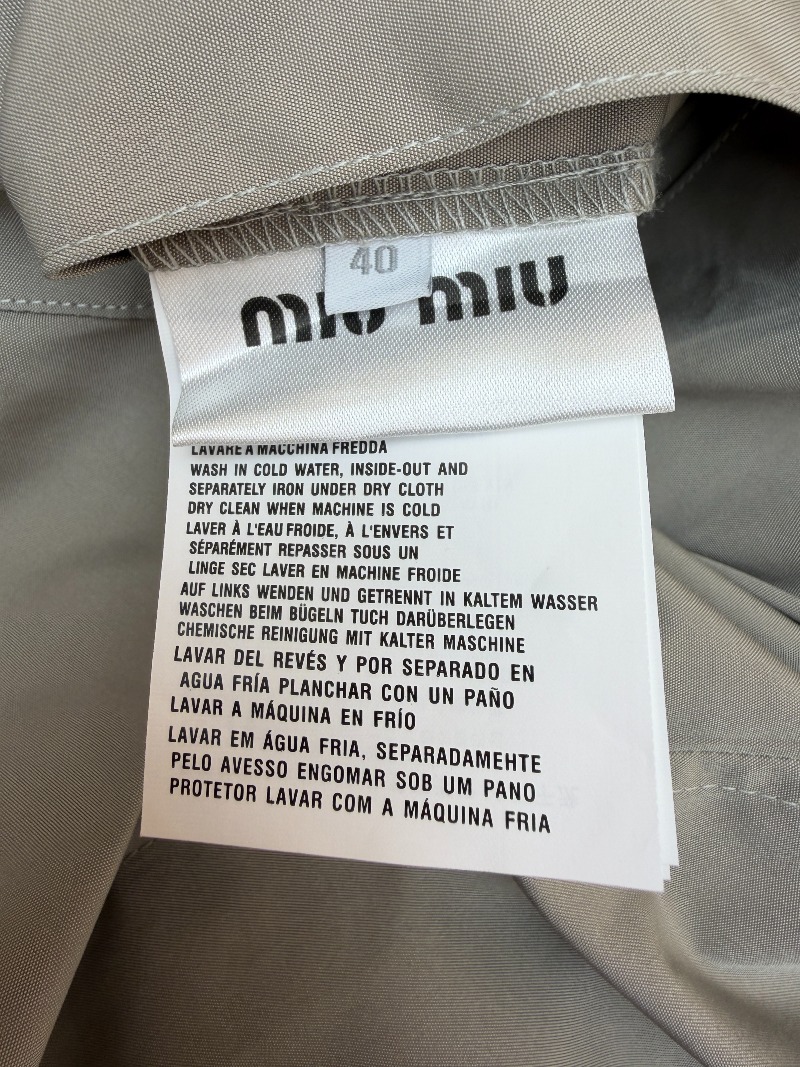 40
miu miu
LAVARE A MACCHINA FREDDA
WASH IN COLD WATER, INSIDE-OUT AND
SEPARATELY IRON UNDER DRY CLOTH
DRY CLEAN WHEN MACHINE IS COLD
LAVER À L'EAU FROIDE, À L'ENVERS ET
SÉPARÉMENT REPASSER SOUS UN
LINGE SEC LAVER EN MACHINE FROIDE
AUF LINKS WENDEN UND GETRENNT IN KALTEM WASSER
WASCHEN BEIM BÜGELN TUCH DARÜBERLEGEN
CHEMISCHE REINIGUNG MIT KALTER MASCHINE
LAVAR DEL REVÉS Y POR SEPARADO EN
AGUA FRÍA PLANCHAR CON UN PAÑO
LAVAR A MÁQUINA EN FRÍO
LAVAR EM ÁGUA FRIA, SEPARADAMEHTE
PELO AVESSO ENGOMAR SOB UM PANO
PROTETOR LAVAR COM A MÁQUINA FRIA